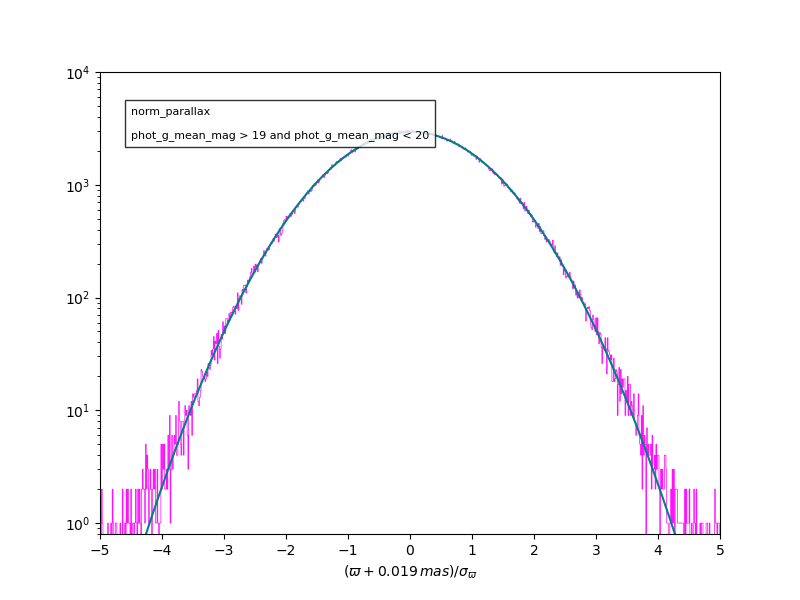 10⁴
10³
10²
10¹
10⁰
norm_parallax
phot_g_mean_mag > 19 and phot_g_mean_mag < 20
−5 −4 −3 −2 −1 0 1 2 3 4 5
(ϖ + 0.019 mas)/σ_ϖ